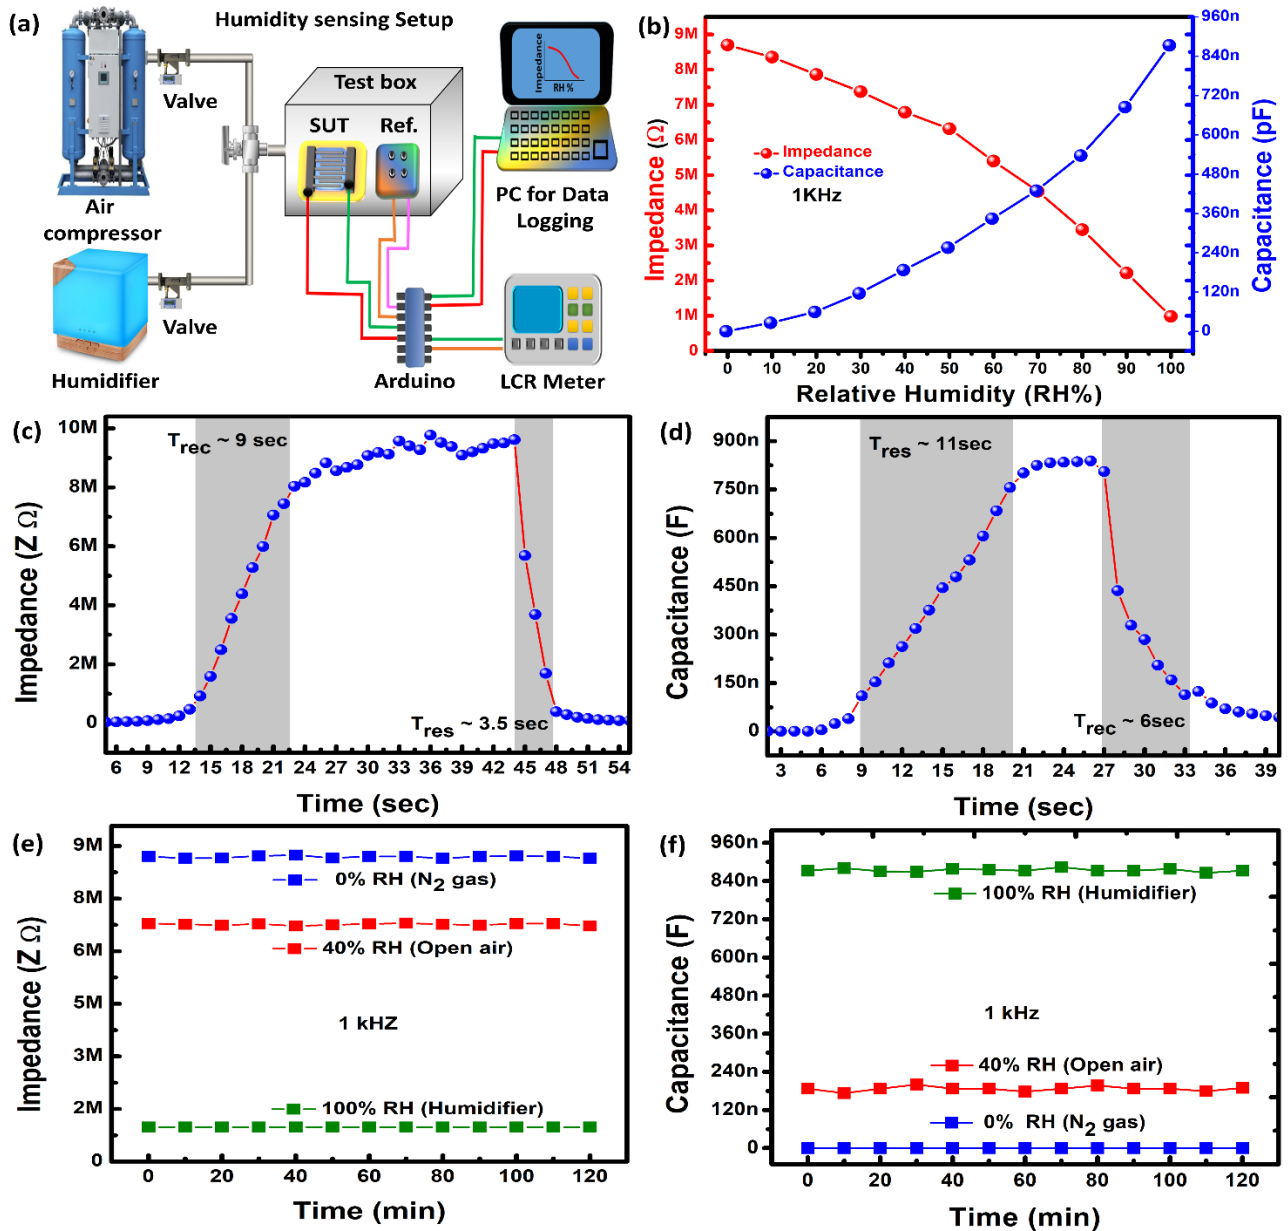 (a)
Humidity sensing Setup
Valve
Test box
SUT
Ref.
Impedance
RH %
Air
compressor
PC for Data
Logging
Valve
Humidifier
Arduino
LCR Meter
(b)
9M
8M
7M
6M
5M
4M
3M
2M
1M
0
Impedance (Ω)
960n
840n
720n
600n
480n
360n
240n
120n
0
Capacitance (pF)
Impedance
Capacitance
1KHz
0 10 20 30 40 50 60 70 80 90 100
Relative Humidity (RH%)
(c)
10M
8M
6M
4M
2M
0
Impedance (Z Ω)
Trec ~ 9 sec
Tres ~ 3.5 sec
6 9 12 15 18 21 24 27 30 33 36 39 42 45 48 51 54
Time (sec)
(d)
900n
750n
600n
450n
300n
150n
0
Capacitance (F)
Tres ~ 11sec
Trec ~ 6sec
3 6 9 12 15 18 21 24 27 30 33 36 39
Time (sec)
(e)
9M
8M
6M
5M
3M
2M
0
Impedance (Z Ω)
0% RH (N2 gas)
40% RH (Open air)
1 kHZ
100% RH (Humidifier)
0 20 40 60 80 100 120
Time (min)
(f)
960n
840n
720n
600n
480n
360n
240n
120n
0
Capacitance (F)
100% RH (Humidifier)
1 kHz
40% RH (Open air)
0% RH (N2 gas)
0 20 40 60 80 100 120
Time (min)